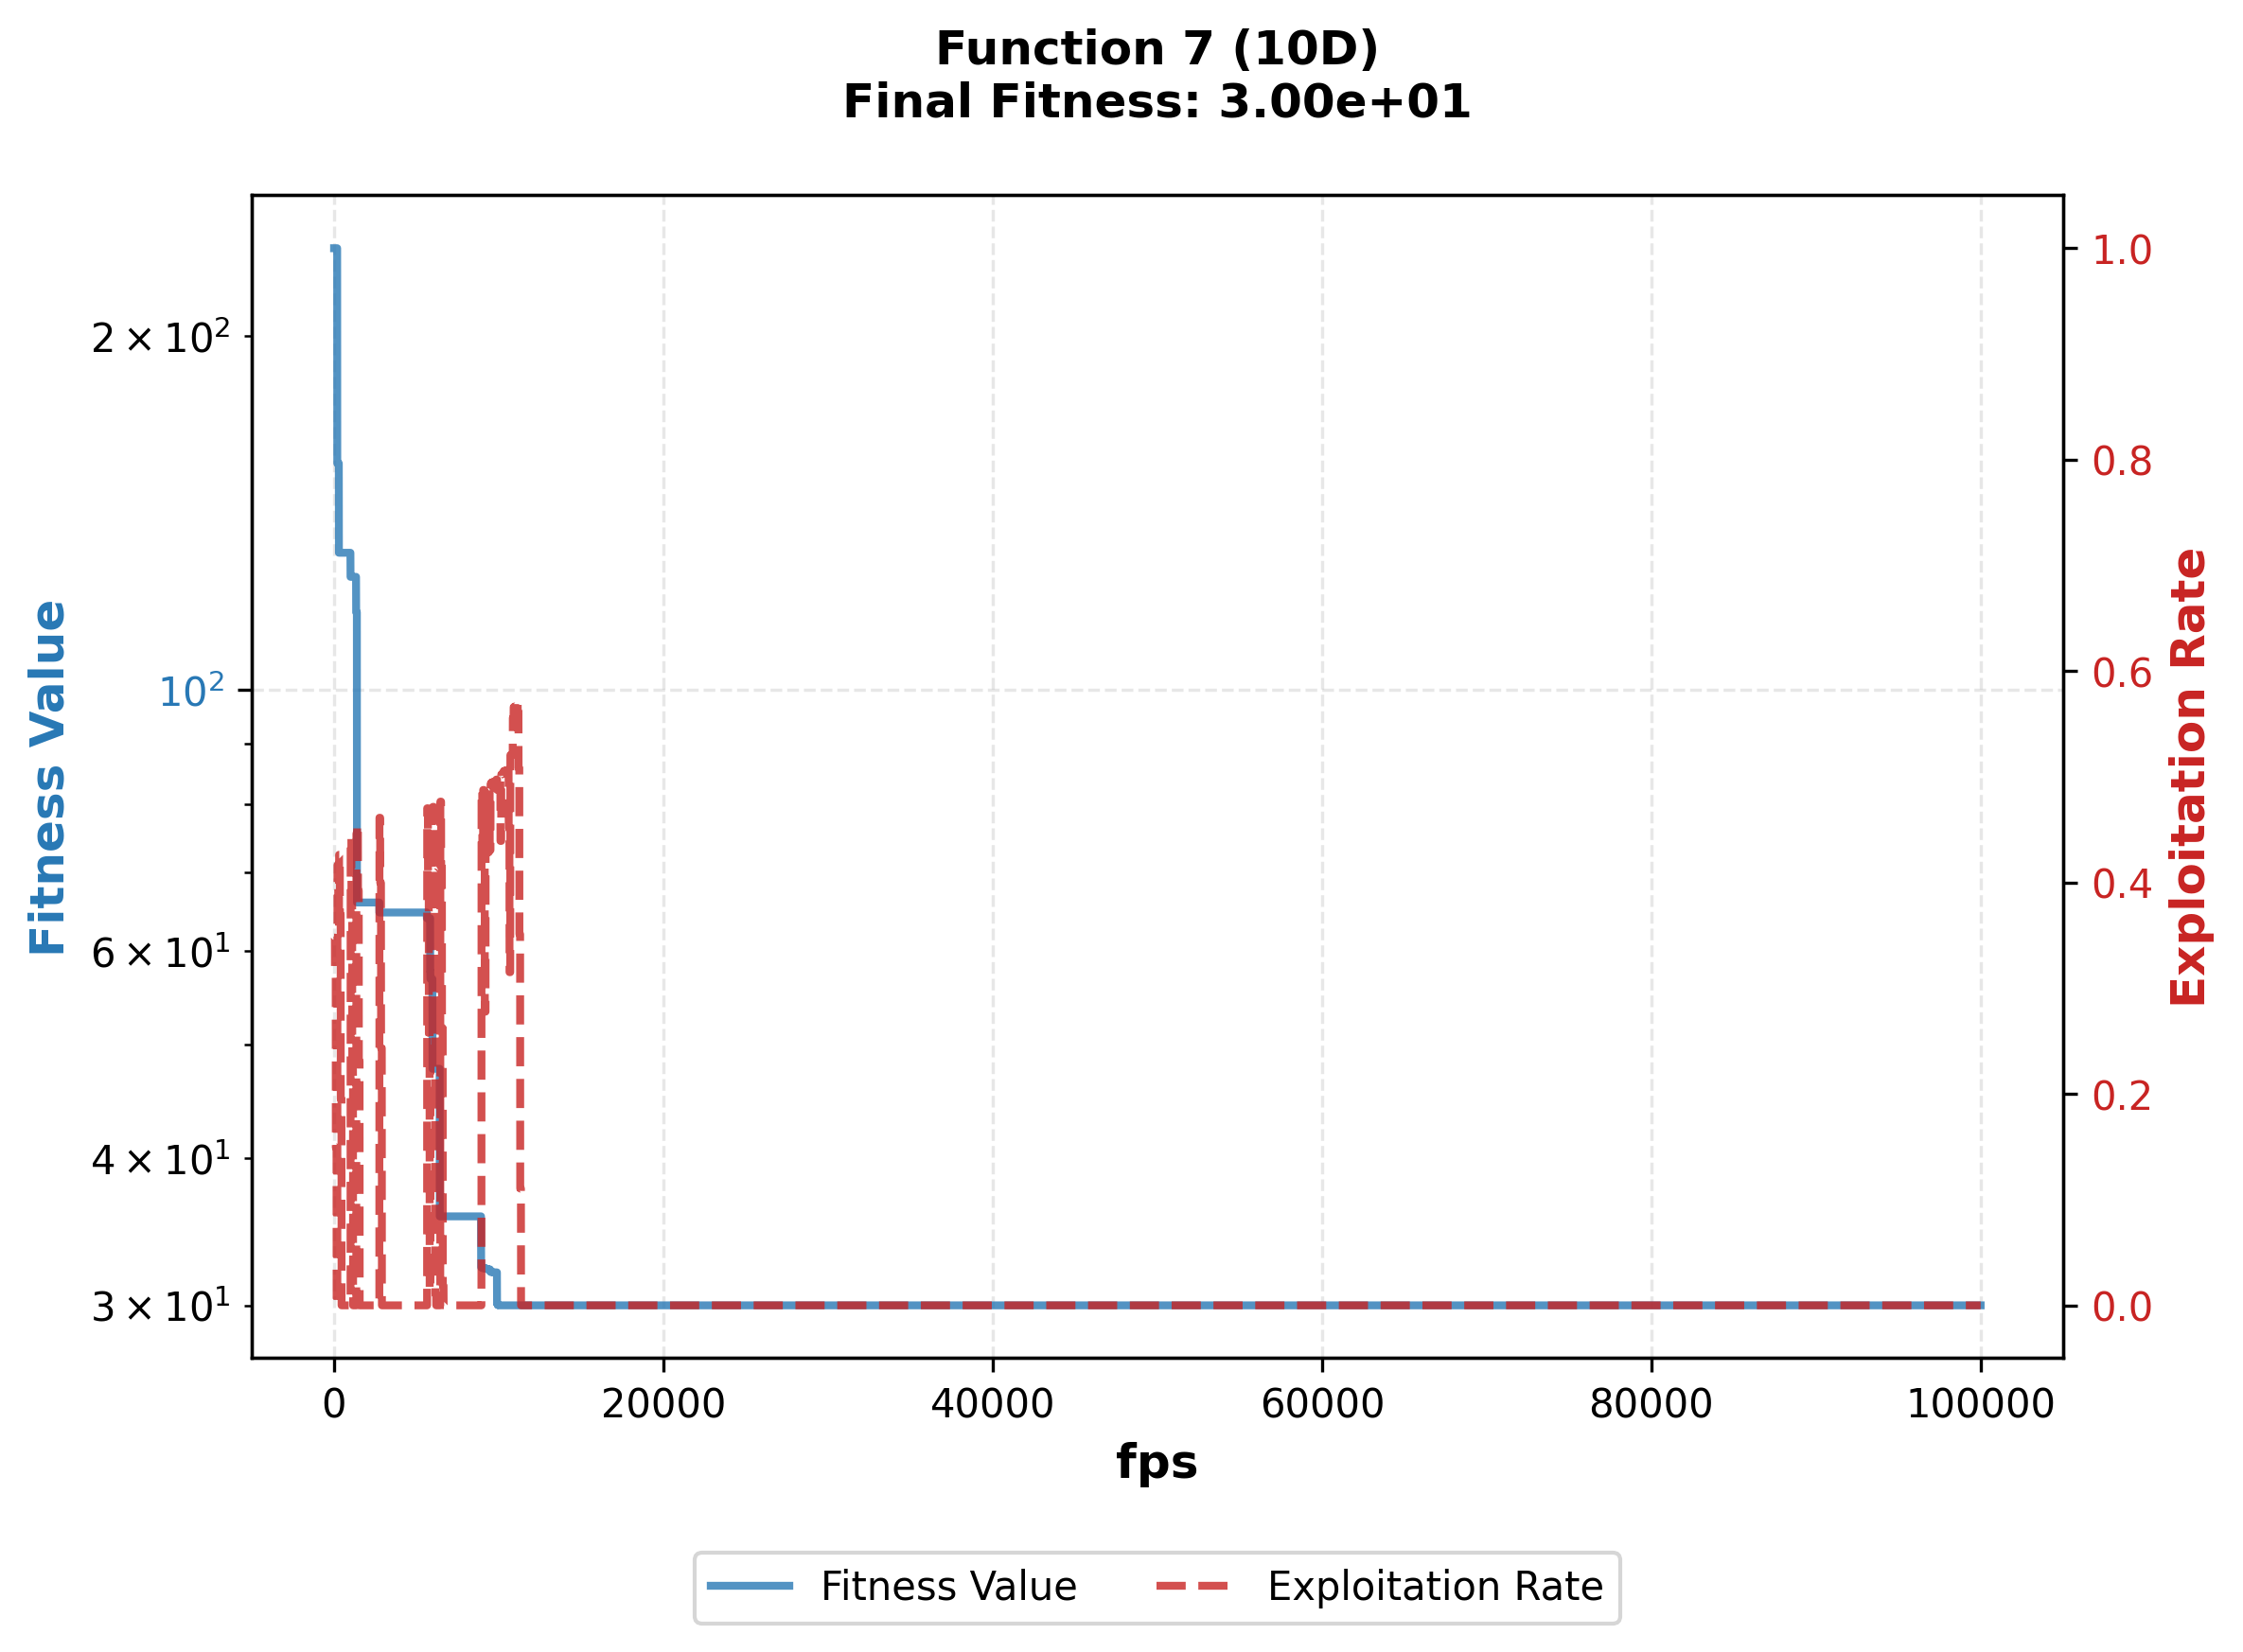 Function 7 (10D)
Final Fitness: 3.00e+01
Fitness Value
2 × 10²
10²
6 × 10¹
4 × 10¹
3 × 10¹
1.0
0.8
0.6
0.4
0.2
0.0
Exploitation Rate
0 20000 40000 60000 80000 100000
fps
Fitness Value Exploitation Rate